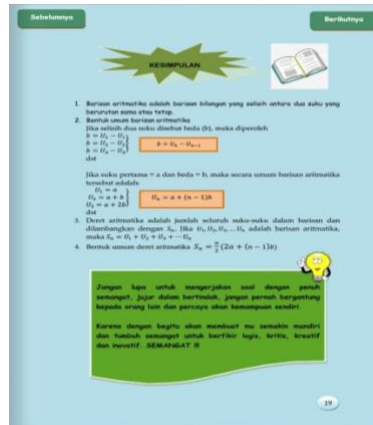 Sebelumnya
Berikutnya
KESIMPULAN
1. Barisan aritmatika adalah barisan bilangan yang selisih antara dua suku yang
berurutan sama atau tetap.
2. Bentuk umum barisan aritmatika
Jika selisih dua suku disebut beda (b), maka diperoleh
b = U₂ − U₁
b = U₃ − U₂
b = U₄ − U₃
dst
b = Uₙ − Uₙ₋₁
Jika suku pertama = a dan beda = b, maka secara umum barisan aritmatika
tersebut adalah:
U₁ = a
U₂ = a + b
U₃ = a + 2b
dst
Uₙ = a + (n − 1)b
3. Deret aritmatika adalah jumlah seluruh suku-suku dalam barisan dan
dilambangkan dengan Sₙ. Jika U₁, U₂, U₃, ... Uₙ adalah barisan aritmatika,
maka Sₙ = U₁ + U₂ + U₃ + ⋯ Uₙ
4. Bentuk umum deret aritmatika Sₙ = n/2 (2a + (n − 1)b)
Jangan lupa untuk mengerjakan soal dengan penuh
semangat, jujur dalam bertindak, jangan pernah bergantung
kepada orang lain dan percaya akan kemampuan sendiri.
Karena dengan begitu akan membuat mu semakin mandiri
dan tumbuh semangat untuk berfikir logis, kritis, kreatif
dan inovatif. SEMANGAT !!!
19